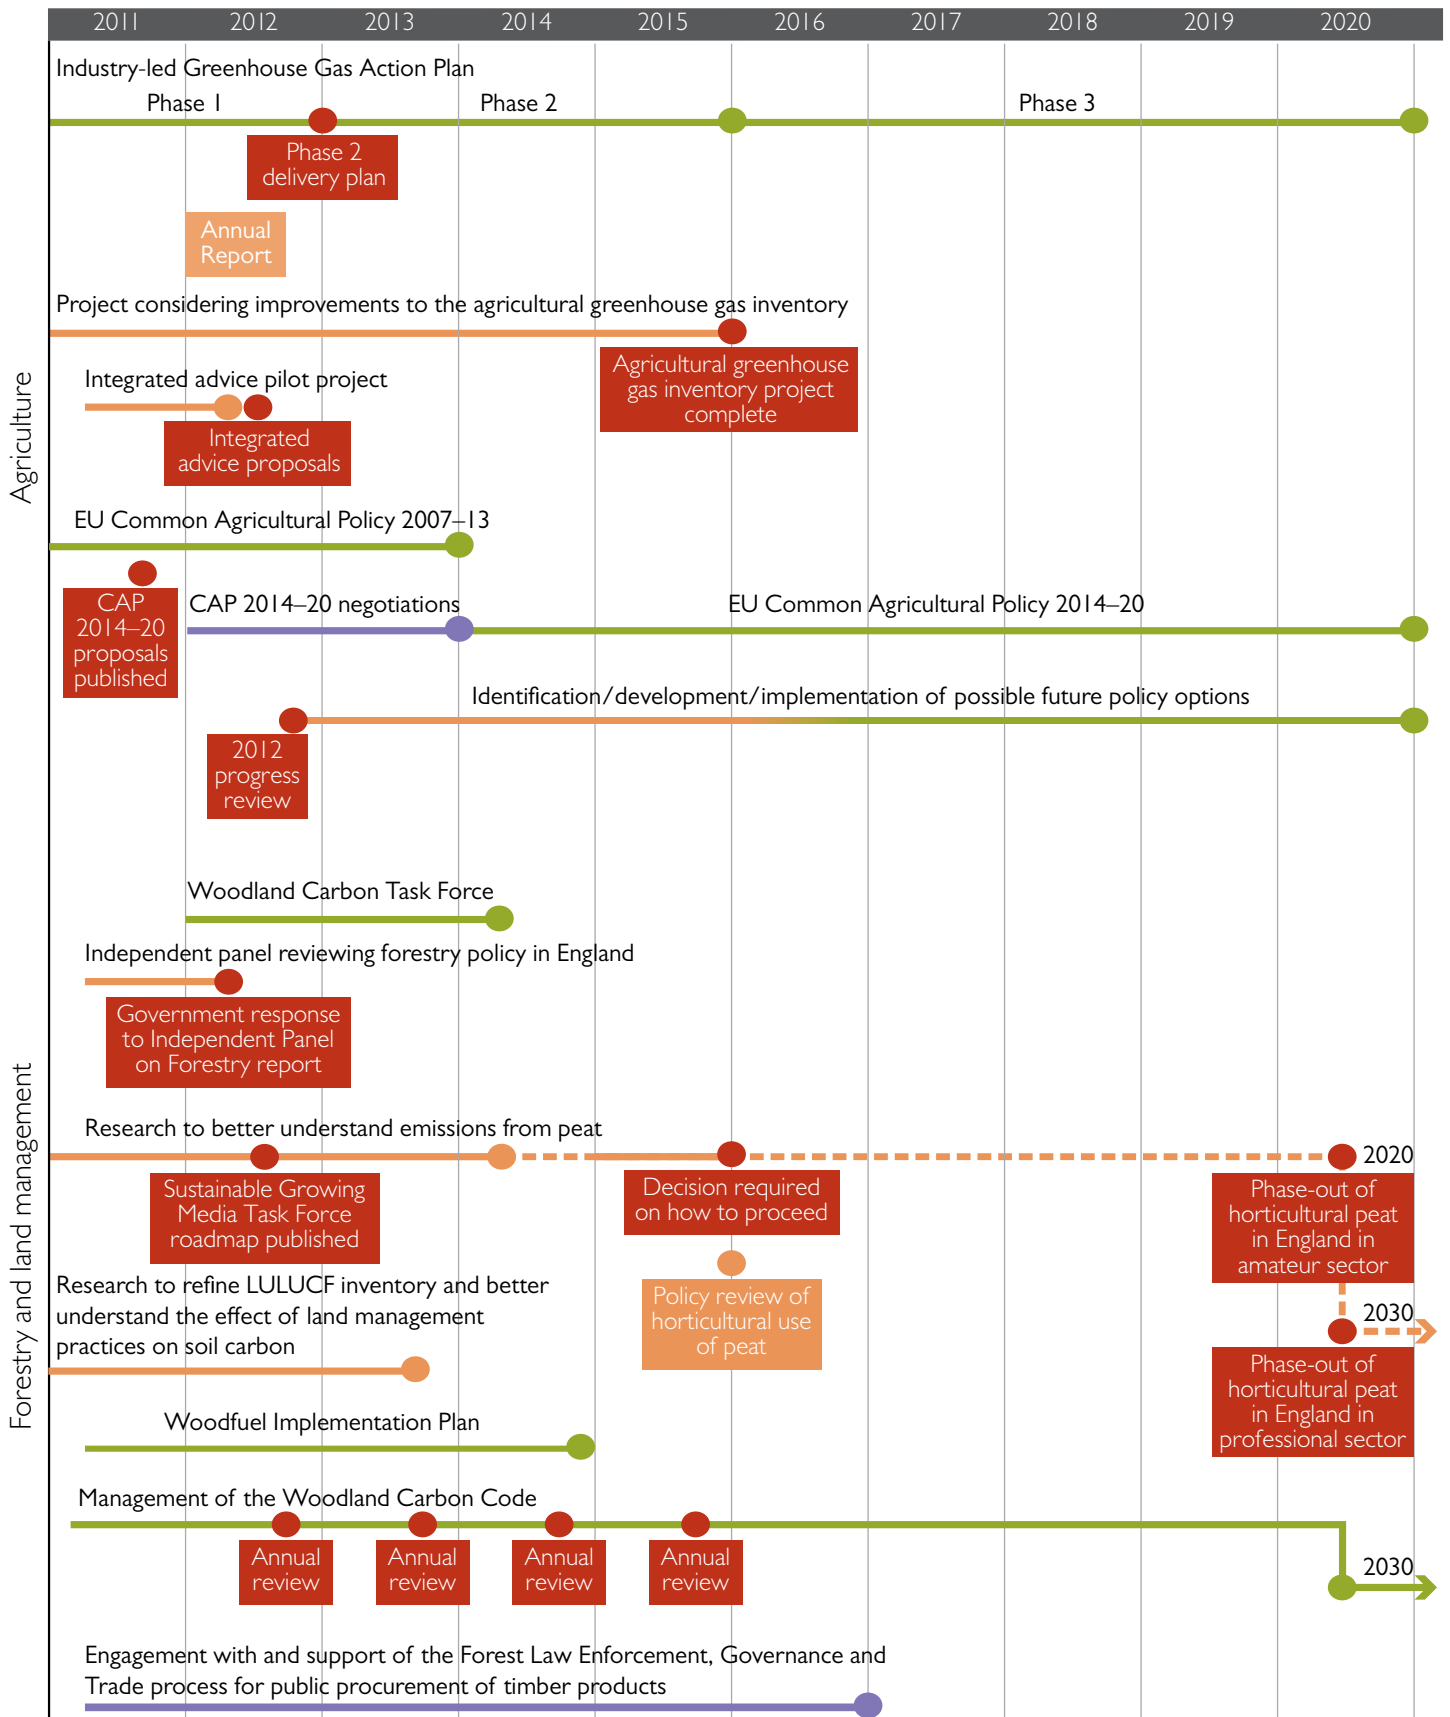 2011 2012 2013 2014 2015 2016 2017 2018 2019 2020
Agriculture
Industry-led Greenhouse Gas Action Plan
Phase 1 Phase 2 Phase 3
Phase 2
delivery plan
Annual
Report
Project considering improvements to the agricultural greenhouse gas inventory
Agricultural greenhouse
gas inventory project
complete
Integrated advice pilot project
Integrated
advice proposals
EU Common Agricultural Policy 2007–13
CAP
2014–20
proposals
published
CAP 2014–20 negotiations
EU Common Agricultural Policy 2014–20
Identification/development/implementation of possible future policy options
2012
progress
review
Forestry and land management
Woodland Carbon Task Force
Independent panel reviewing forestry policy in England
Government response
to Independent Panel
on Forestry report
Research to better understand emissions from peat
2020
Sustainable Growing
Media Task Force
roadmap published
Decision required
on how to proceed
Phase-out of
horticultural peat
in England in
amateur sector
Policy review of
horticultural use
of peat
2030
Phase-out of
horticultural peat
in England in
professional sector
Research to refine LULUCF inventory and better
understand the effect of land management
practices on soil carbon
Woodfuel Implementation Plan
Management of the Woodland Carbon Code
Annual
review
Annual
review
Annual
review
Annual
review
2030
Engagement with and support of the Forest Law Enforcement, Governance and
Trade process for public procurement of timber products